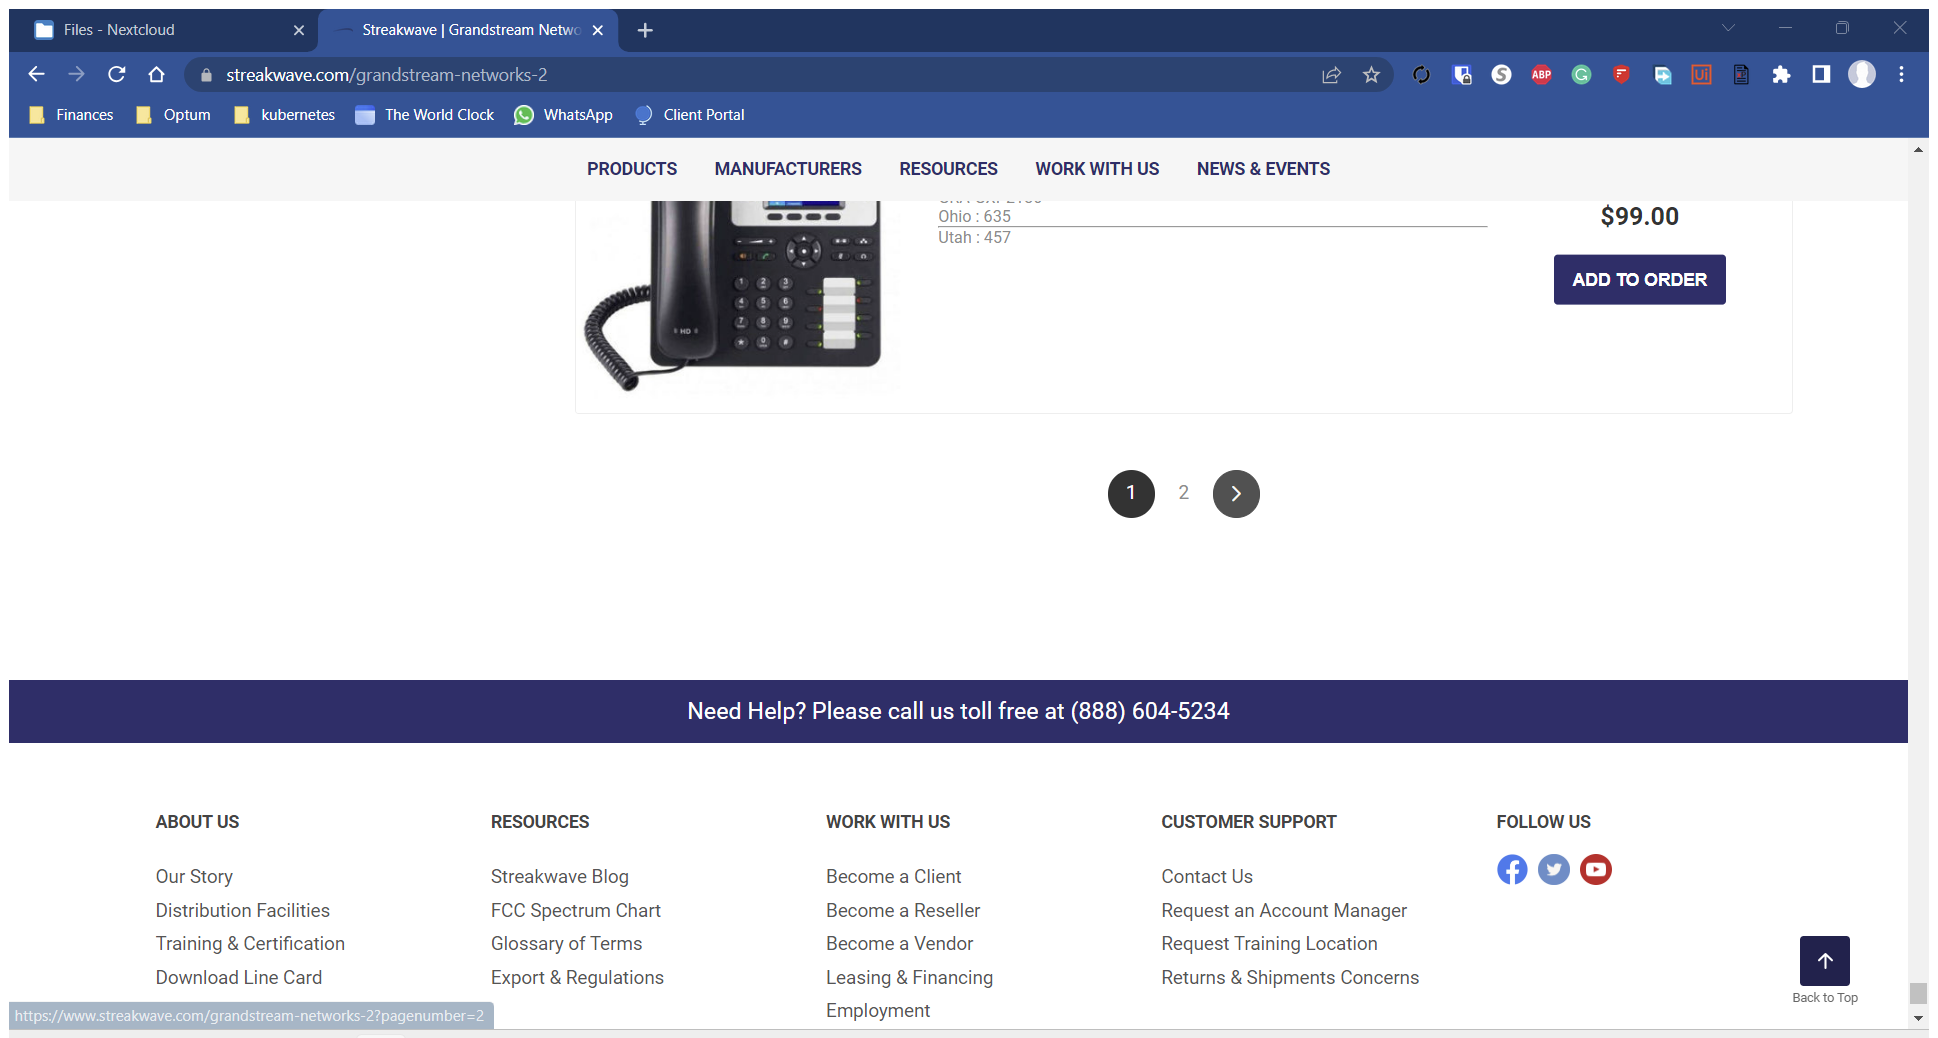 Files - Nextcloud
Streakwave | Grandstream Netwo
streakwave.com/grandstream-networks-2
ABP
Finances
Optum
kubernetes
The World Clock
WhatsApp
Client Portal
PRODUCTS
MANUFACTURERS
RESOURCES
WORK WITH US
NEWS & EVENTS
Ohio : 635
Utah : 457
$99.00
ADD TO ORDER
HD
1
2
Need Help? Please call us toll free at (888) 604-5234
ABOUT US
Our Story
Distribution Facilities
Training & Certification
Download Line Card
RESOURCES
Streakwave Blog
FCC Spectrum Chart
Glossary of Terms
Export & Regulations
WORK WITH US
Become a Client
Become a Reseller
Become a Vendor
Leasing & Financing
Employment
CUSTOMER SUPPORT
Contact Us
Request an Account Manager
Request Training Location
Returns & Shipments Concerns
FOLLOW US
Back to Top
https://www.streakwave.com/grandstream-networks-2?pagenumber=2